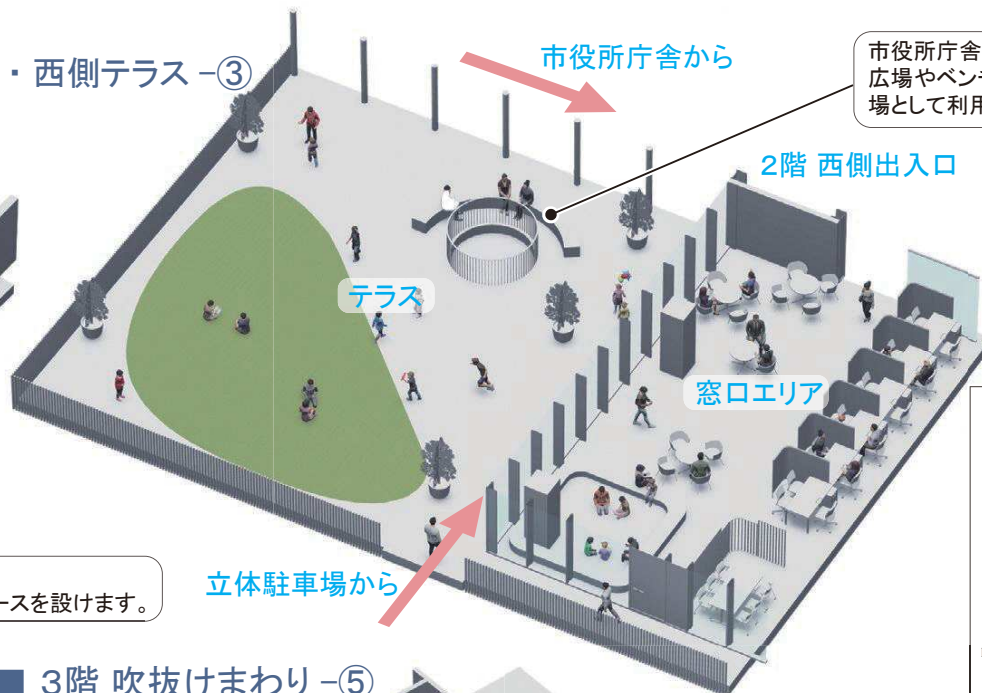 ・西側テラス –③
市役所庁舎から
市役所庁舎
広場やベンチ
場として利用
2階 西側出入口
テラス
窓口エリア
立体駐車場から
ースを設けます。
■ 3階 吹抜けまわり –⑤